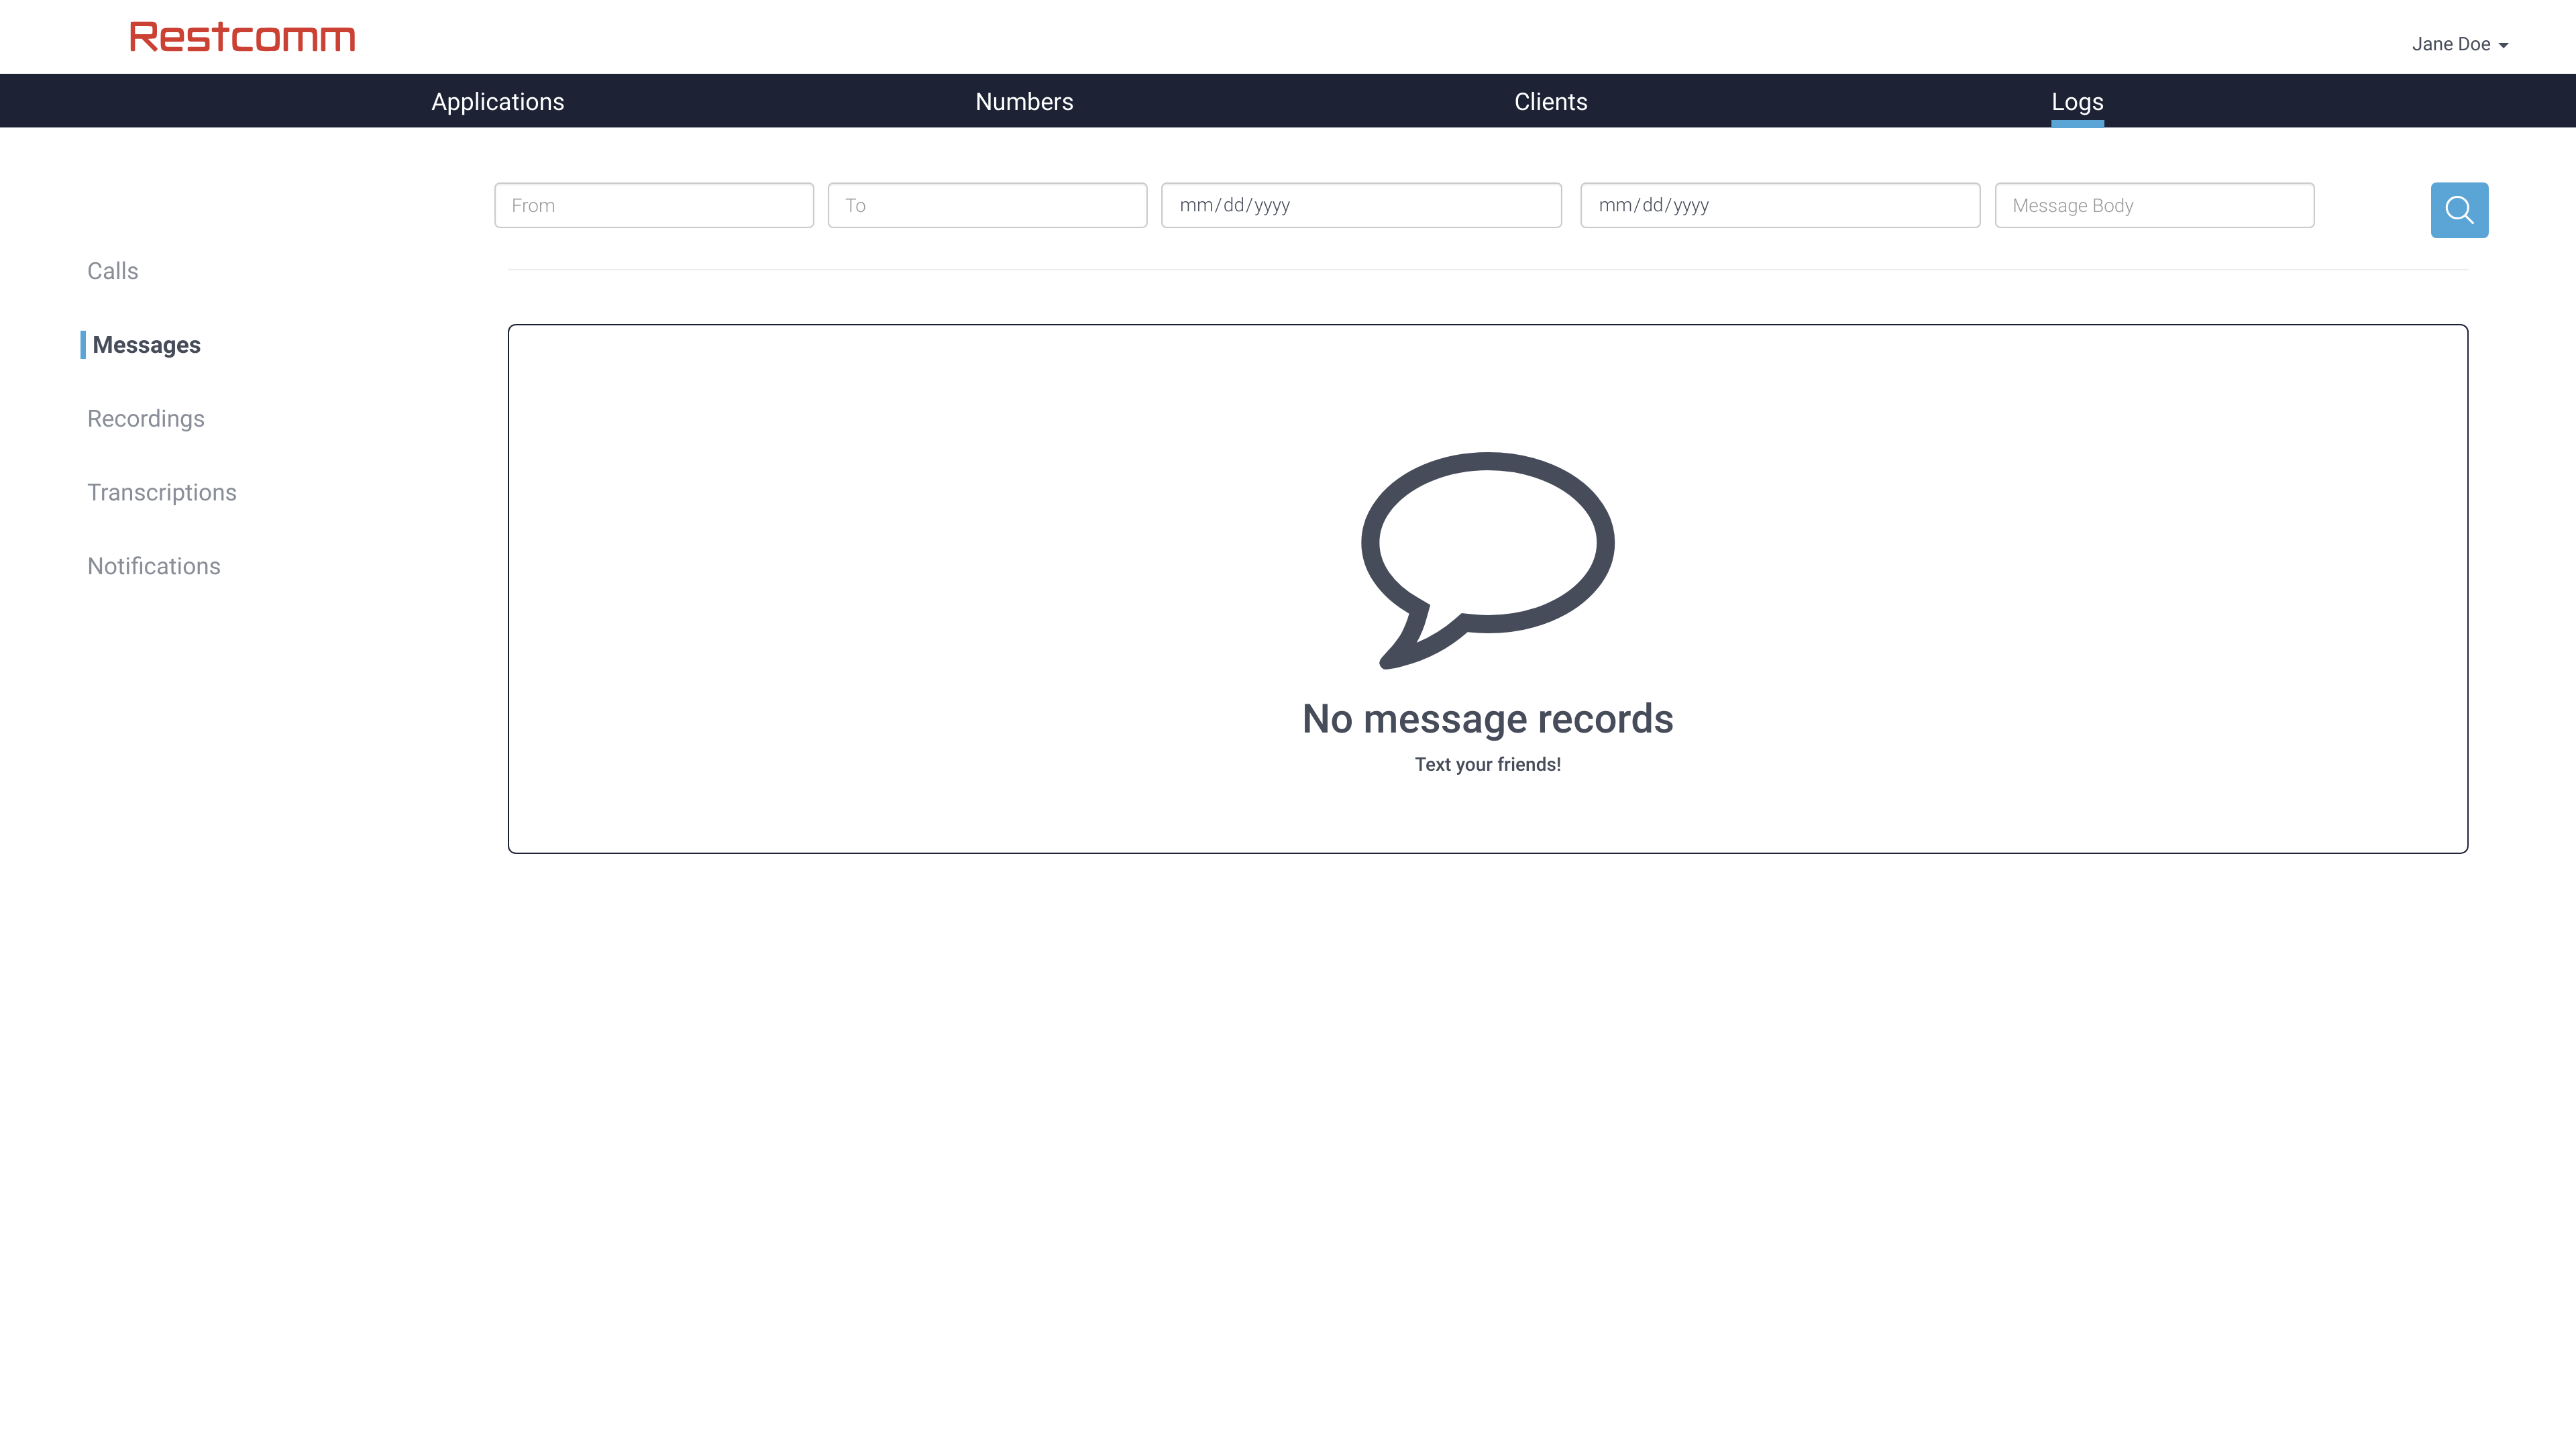 Restcomm
Jane Doe
Applications Numbers Clients Logs
From To mm/dd/yyyy mm/dd/yyyy Message Body
Calls
Messages
Recordings
Transcriptions
Notifications
No message records
Text your friends!